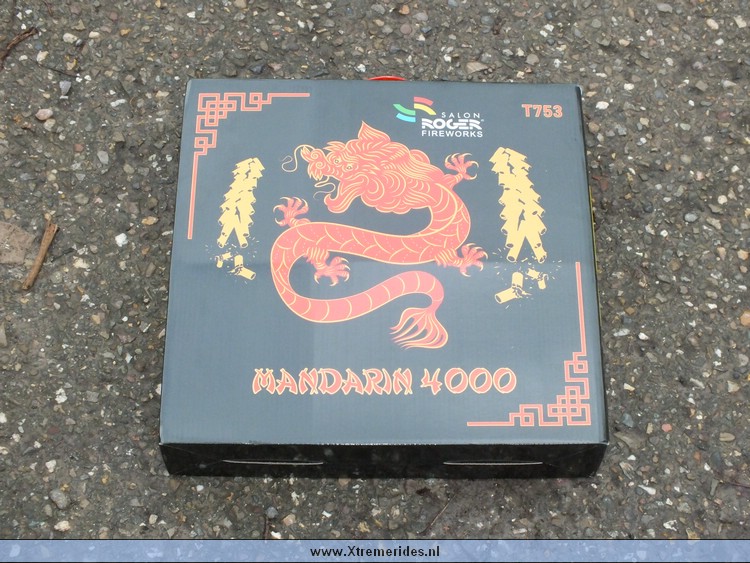 SALON
ROGER
FIREWORKS
T753
MANDARIN 4000
www.Xtremerides.nl